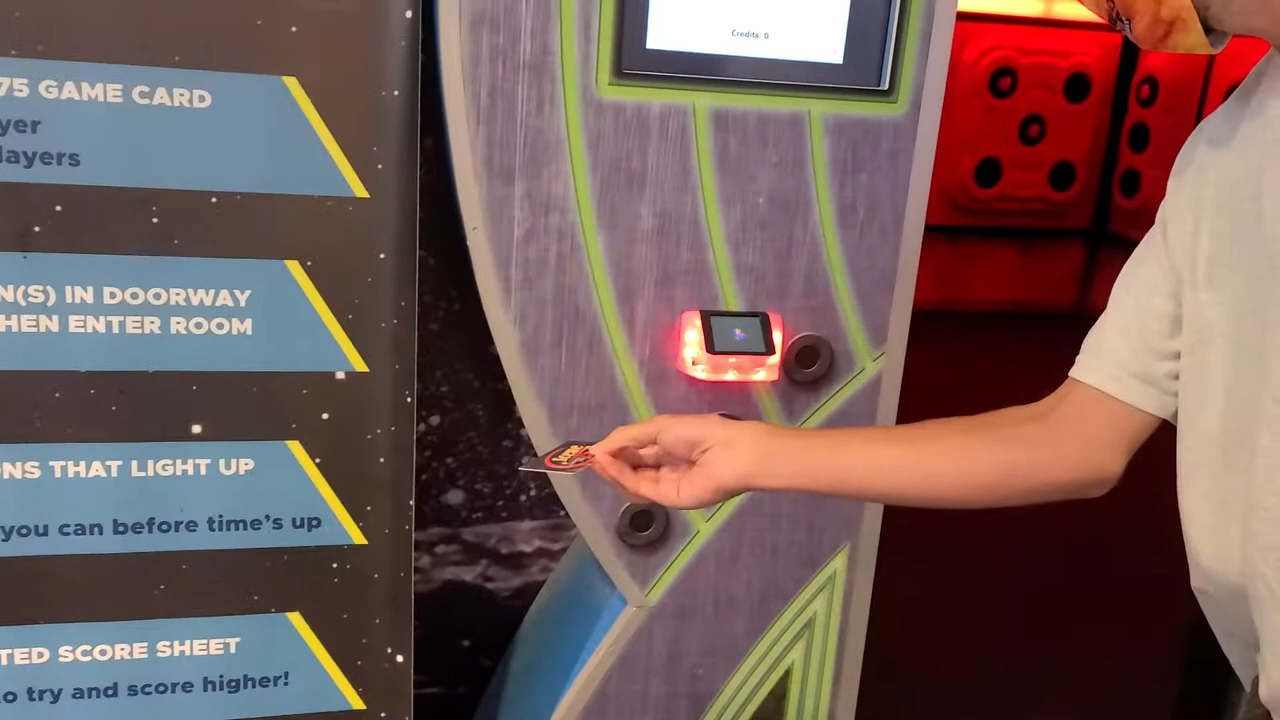 Credits: 0
75 GAME CARD
yer
layers
N(S) IN DOORWAY
HEN ENTER ROOM
ONS THAT LIGHT UP
you can before time's up
TED SCORE SHEET
o try and score higher!